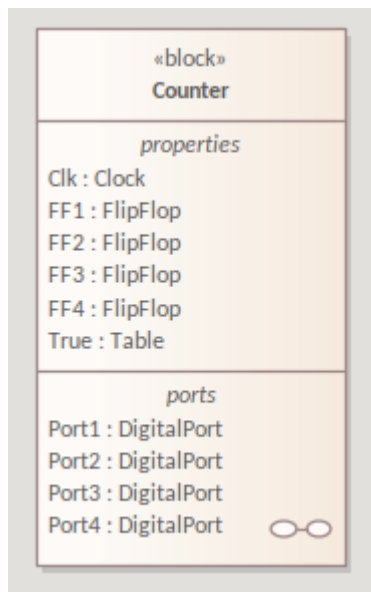 «block»
Counter
properties
Clk : Clock
FF1 : FlipFlop
FF2 : FlipFlop
FF3 : FlipFlop
FF4 : FlipFlop
True : Table
ports
Port1 : DigitalPort
Port2 : DigitalPort
Port3 : DigitalPort
Port4 : DigitalPort